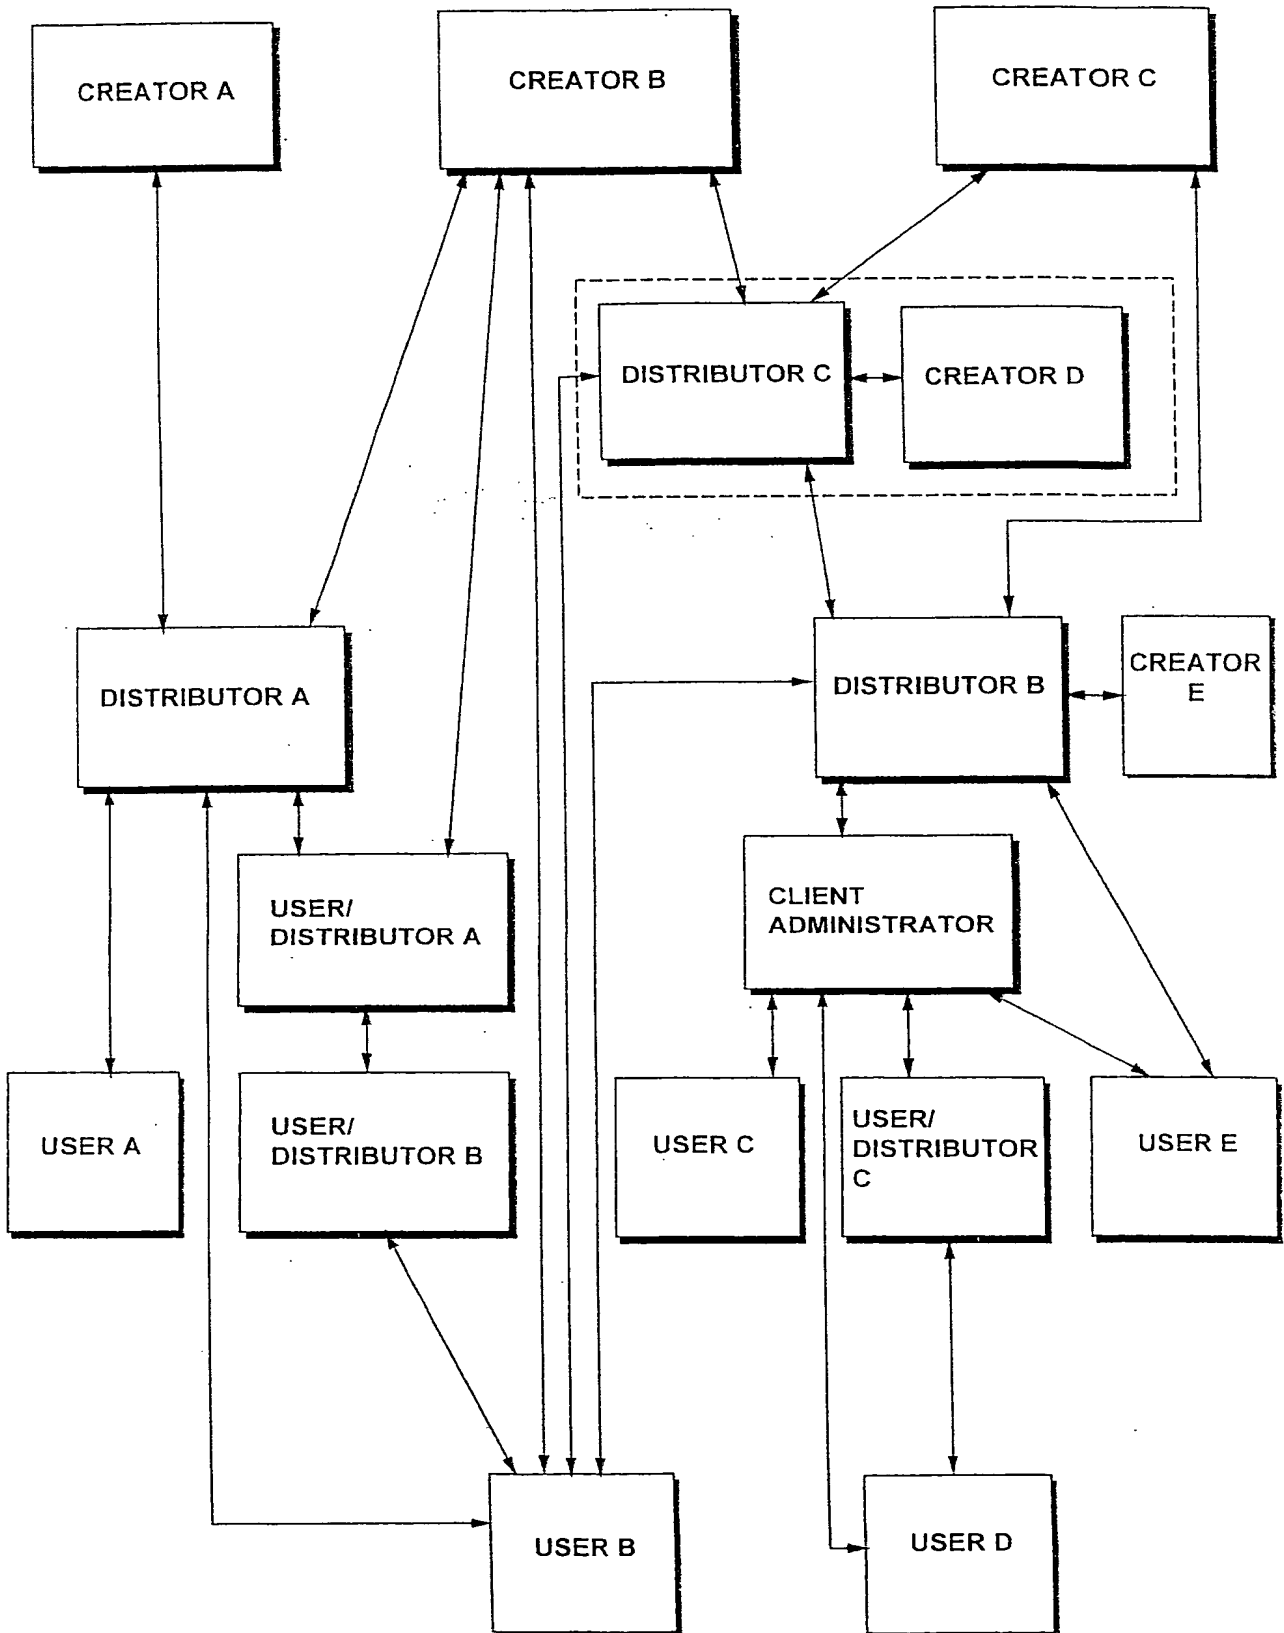 CREATOR A
CREATOR B
CREATOR C
DISTRIBUTOR C
CREATOR D
DISTRIBUTOR A
DISTRIBUTOR B
CREATOR
E
USER/
DISTRIBUTOR A
CLIENT
ADMINISTRATOR
USER A
USER/
DISTRIBUTOR B
USER C
USER/
DISTRIBUTOR
C
USER E
USER B
USER D